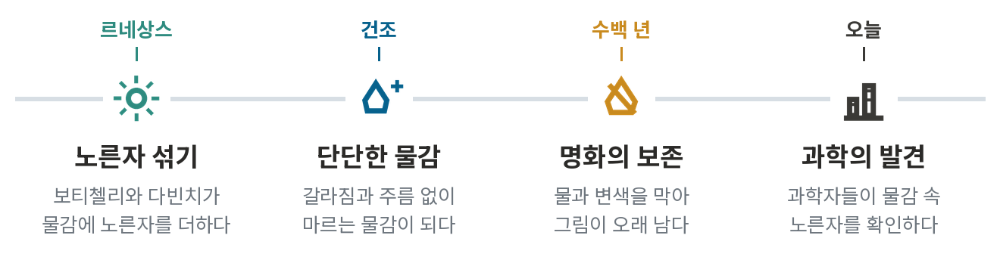 르네상스
노른자 섞기
보티첼리와 다빈치가
물감에 노른자를 더하다
건조
단단한 물감
갈라짐과 주름 없이
마르는 물감이 되다
수백 년
명화의 보존
물과 변색을 막아
그림이 오래 남다
오늘
과학의 발견
과학자들이 물감 속
노른자를 확인하다